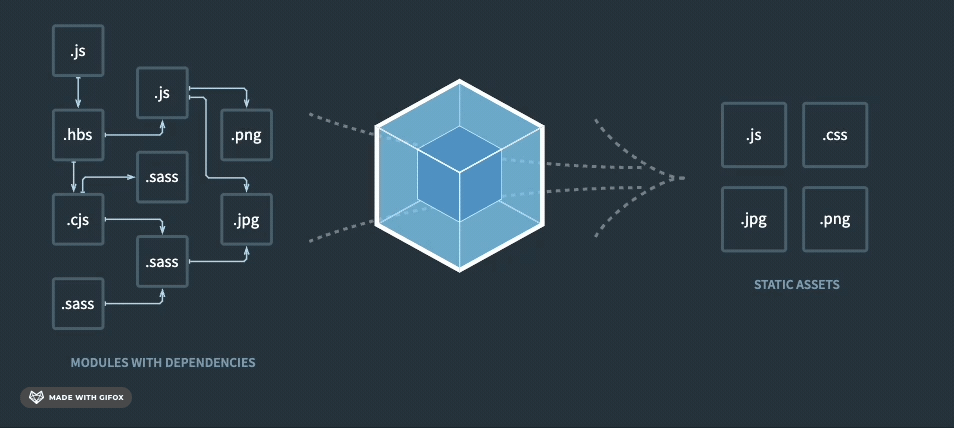 .js
.js
.hbs
.png
.sass
.cjs
.jpg
.sass
.sass
MODULES WITH DEPENDENCIES
.js
.css
.jpg
.png
STATIC ASSETS
MADE WITH GIFOX